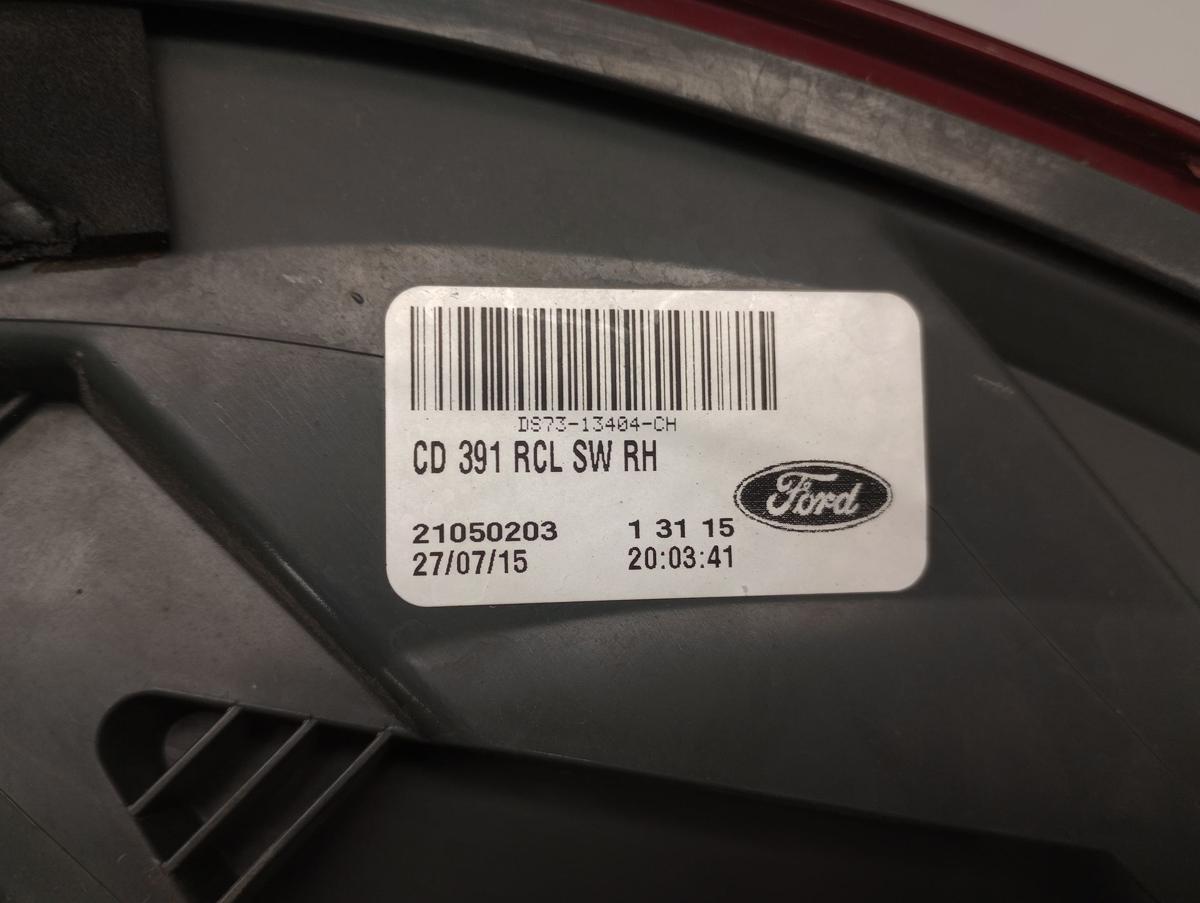 DS73-13404-CH
CD 391 RCL SW RH
Ford
21050203 1 31 15
27/07/15 20:03:41